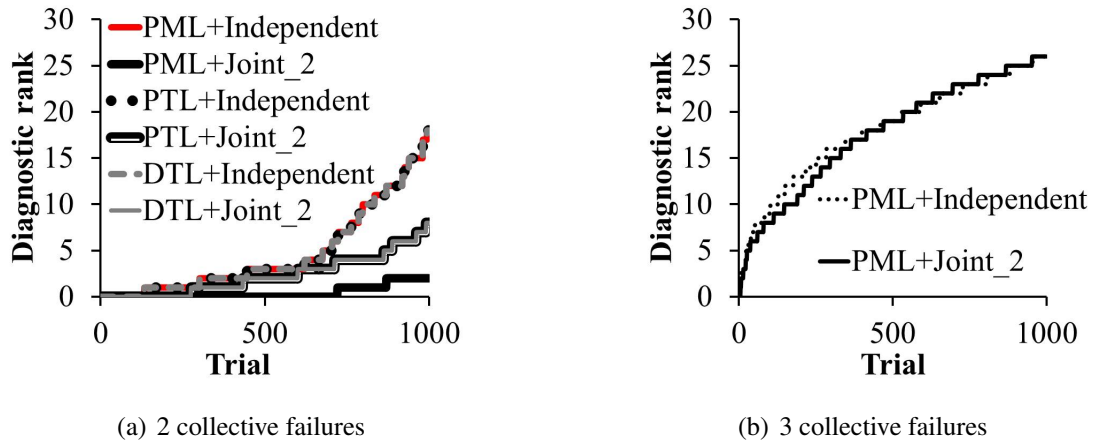 30
25
20
15
10
5
0
Diagnostic rank
PML+Independent
PML+Joint_2
PTL+Independent
PTL+Joint_2
DTL+Independent
DTL+Joint_2
0 500 1000
Trial
(a) 2 collective failures
30
25
20
15
10
5
0
Diagnostic rank
PML+Independent
PML+Joint_2
0 500 1000
Trial
(b) 3 collective failures